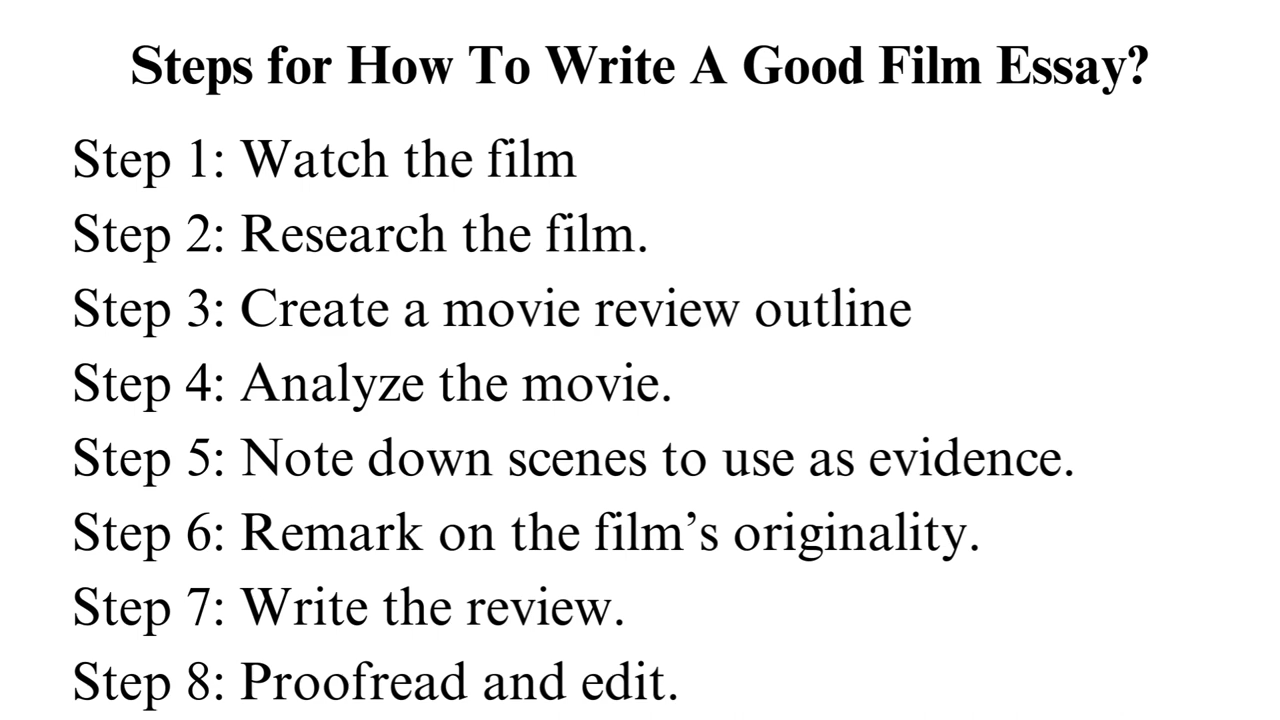 Steps for How To Write A Good Film Essay?
Step 1: Watch the film
Step 2: Research the film.
Step 3: Create a movie review outline
Step 4: Analyze the movie.
Step 5: Note down scenes to use as evidence.
Step 6: Remark on the film’s originality.
Step 7: Write the review.
Step 8: Proofread and edit.